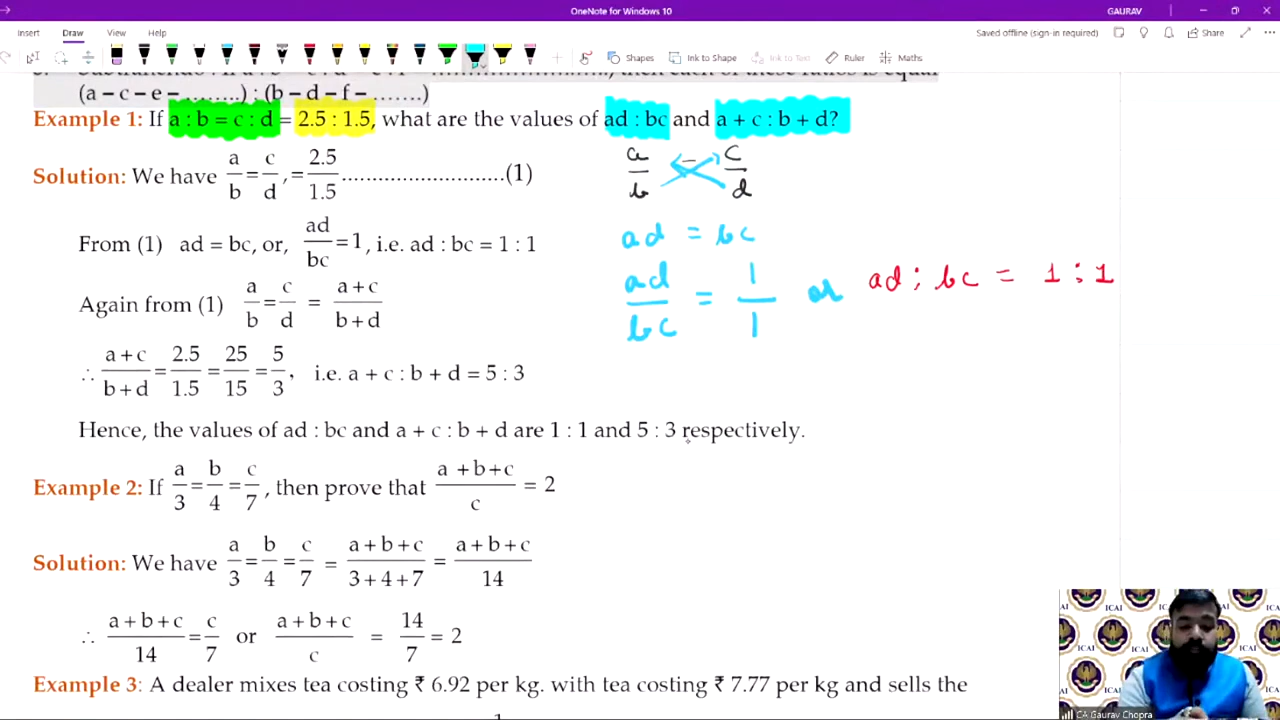 OneNote for Windows 10
GAURAV
Insert Draw View Help
Saved offline (sign-in required) Share
Shapes Ink to Shape Ink to Text Ruler Maths
(a – c – e – ........) : (b – d – f – .......)
Example 1: If a : b = c : d = 2.5 : 1.5, what are the values of ad : bc and a + c : b + d?
Solution: We have a/b = c/d, = 2.5/1.5 ..........................(1)
a/b = c/d
From (1) ad = bc, or, ad/bc = 1, i.e. ad : bc = 1 : 1
ad = bc
ad/bc = 1/1 or ad : bc = 1 : 1
Again from (1) a/b = c/d = a+c/b+d
∴ a+c/b+d = 2.5/1.5 = 25/15 = 5/3, i.e. a + c : b + d = 5 : 3
Hence, the values of ad : bc and a + c : b + d are 1 : 1 and 5 : 3 respectively.
Example 2: If a/3 = b/4 = c/7, then prove that a+b+c/c = 2
Solution: We have a/3 = b/4 = c/7 = a+b+c/3+4+7 = a+b+c/14
∴ a+b+c/14 = c/7 or a+b+c/c = 14/7 = 2
Example 3: A dealer mixes tea costing ₹ 6.92 per kg. with tea costing ₹ 7.77 per kg and sells the
1
ICAI
CA Gaurav Chopra